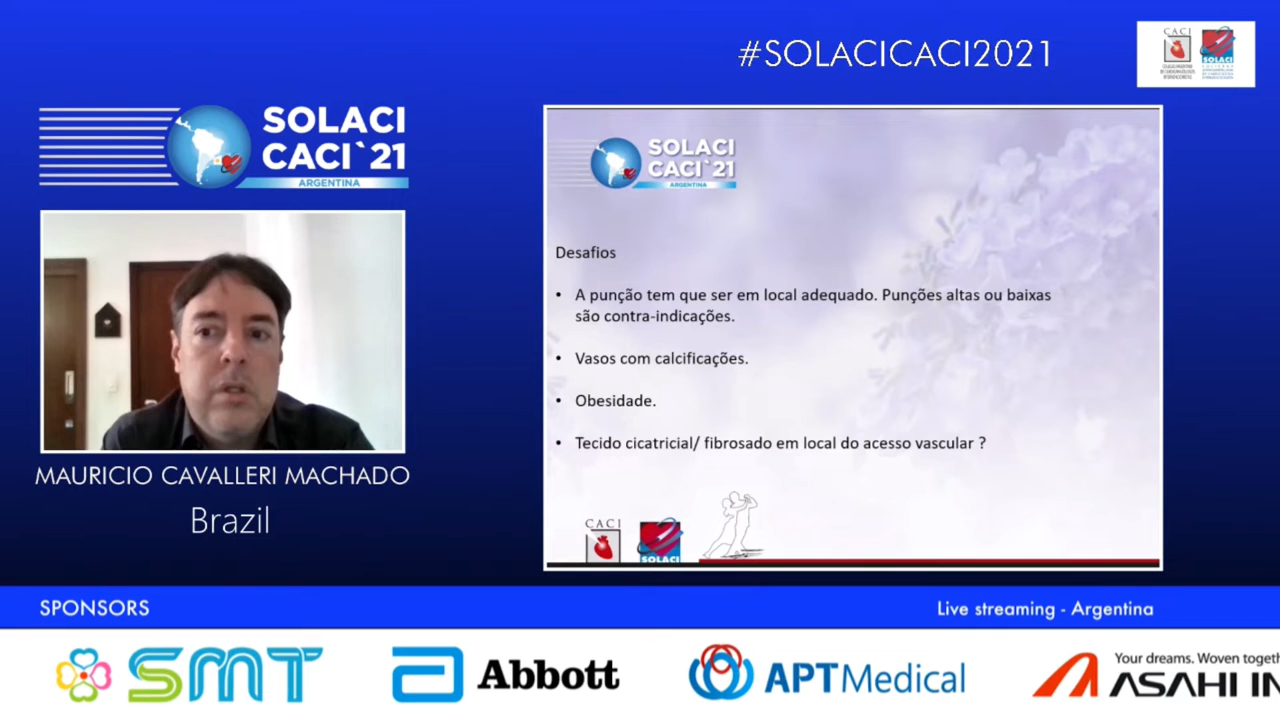 #SOLACICACI2021
CACI
SOLACI
SOLACI
CACI`21
ARGENTINA
SOLACI
CACI`21
ARGENTINA
Desafios
• A punção tem que ser em local adequado. Punções altas ou baixas
são contra-indicações.
• Vasos com calcificações.
• Obesidade.
• Tecido cicatricial/ fibrosado em local do acesso vascular ?
CACI
SOLACI
MAURICIO CAVALLERI MACHADO
Brazil
SPONSORS
Live streaming - Argentina
SMT
Abbott
APTMedical
Your dreams. Woven togeth
ASAHI IN